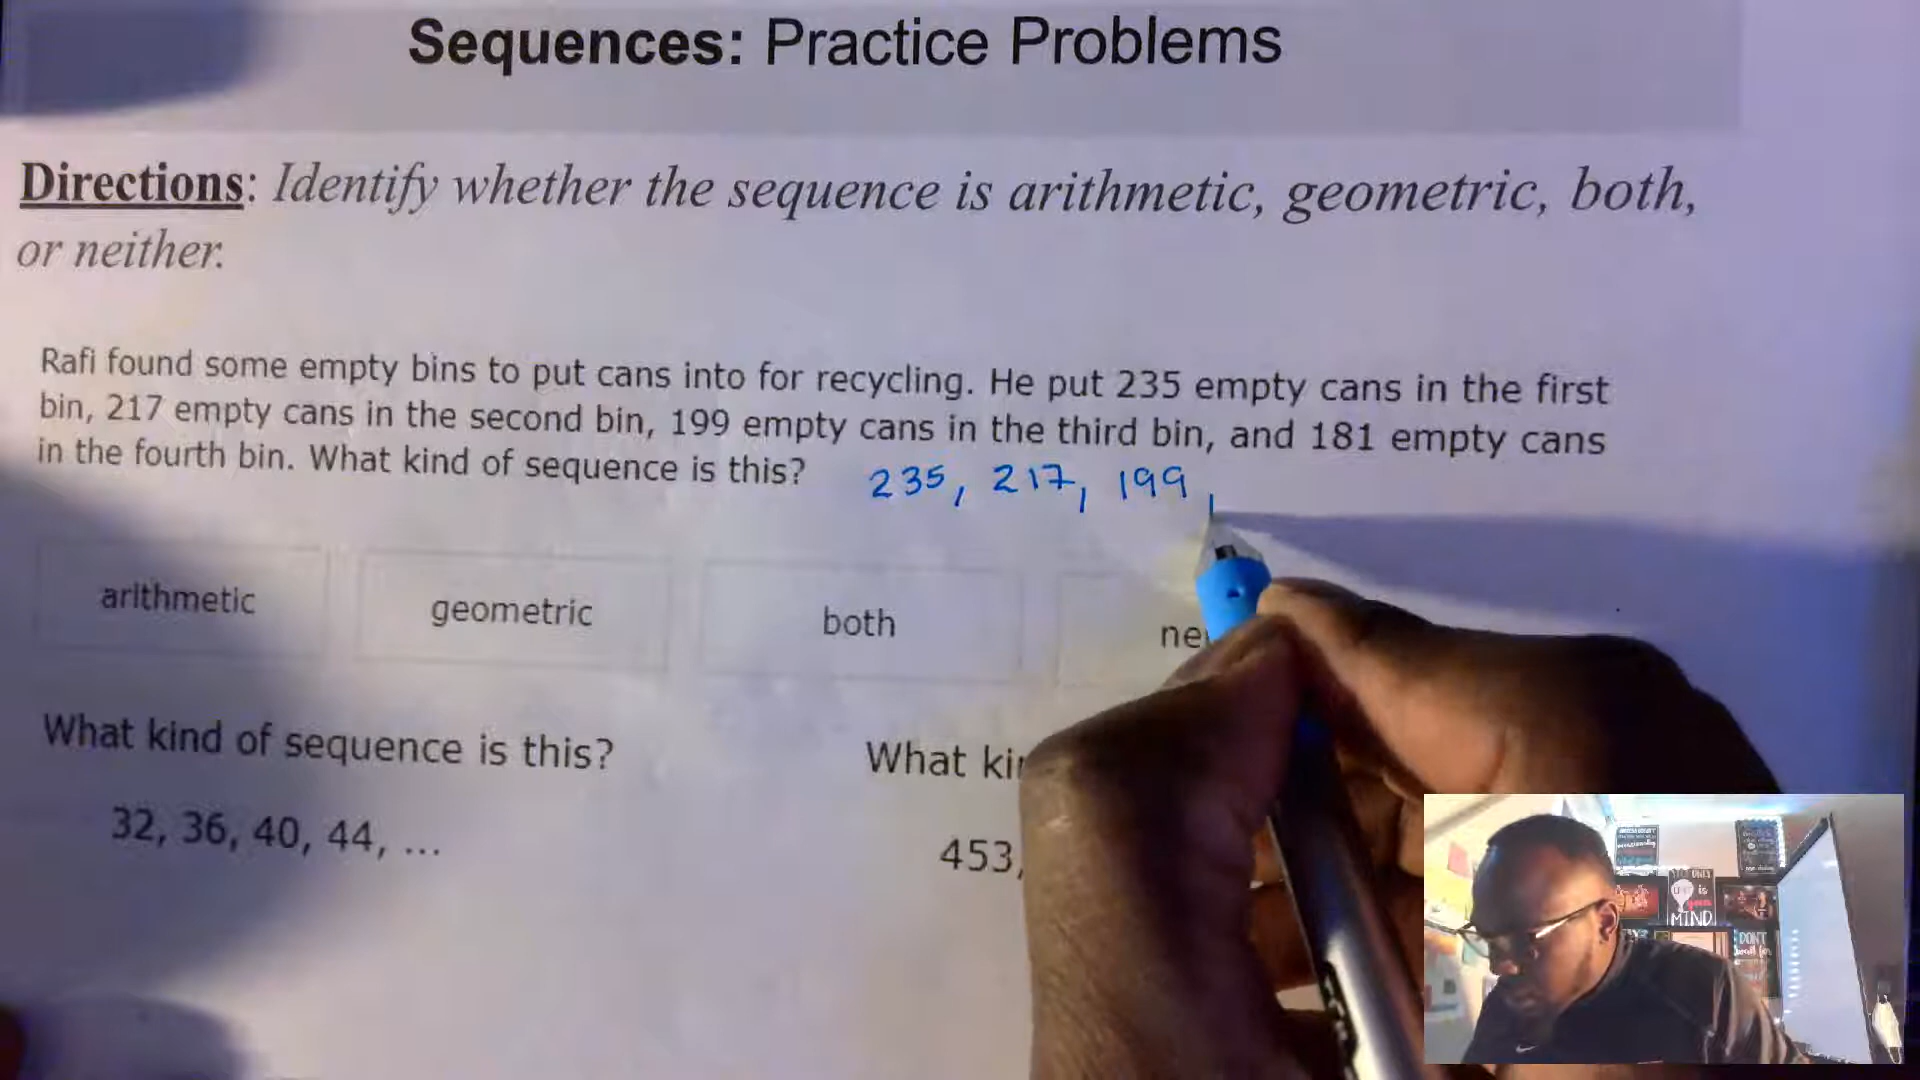 Sequences: Practice Problems
Directions: Identify whether the sequence is arithmetic, geometric, both,
or neither.
Rafi found some empty bins to put cans into for recycling. He put 235 empty cans in the first
bin, 217 empty cans in the second bin, 199 empty cans in the third bin, and 181 empty cans
in the fourth bin. What kind of sequence is this?
235, 217, 199,
arithmetic
geometric
both
What kind of sequence is this?
What
32, 36, 40, 44, ...
453,
is
MIND
DON'T